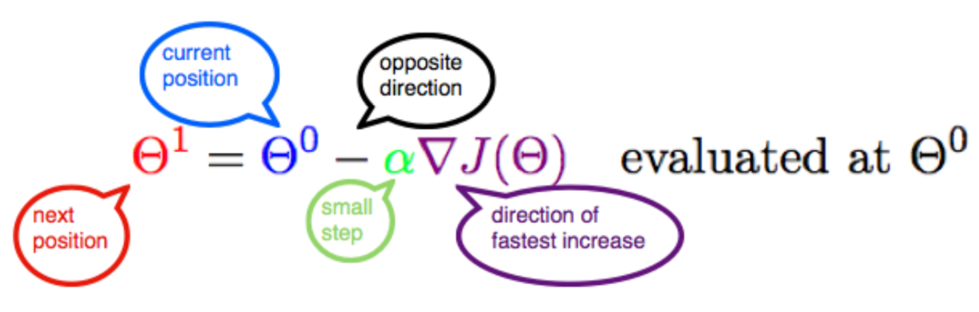 current
position
opposite
direction
Θ¹ = Θ⁰ − α∇J(Θ) evaluated at Θ⁰
next
position
small
step
direction of
fastest increase